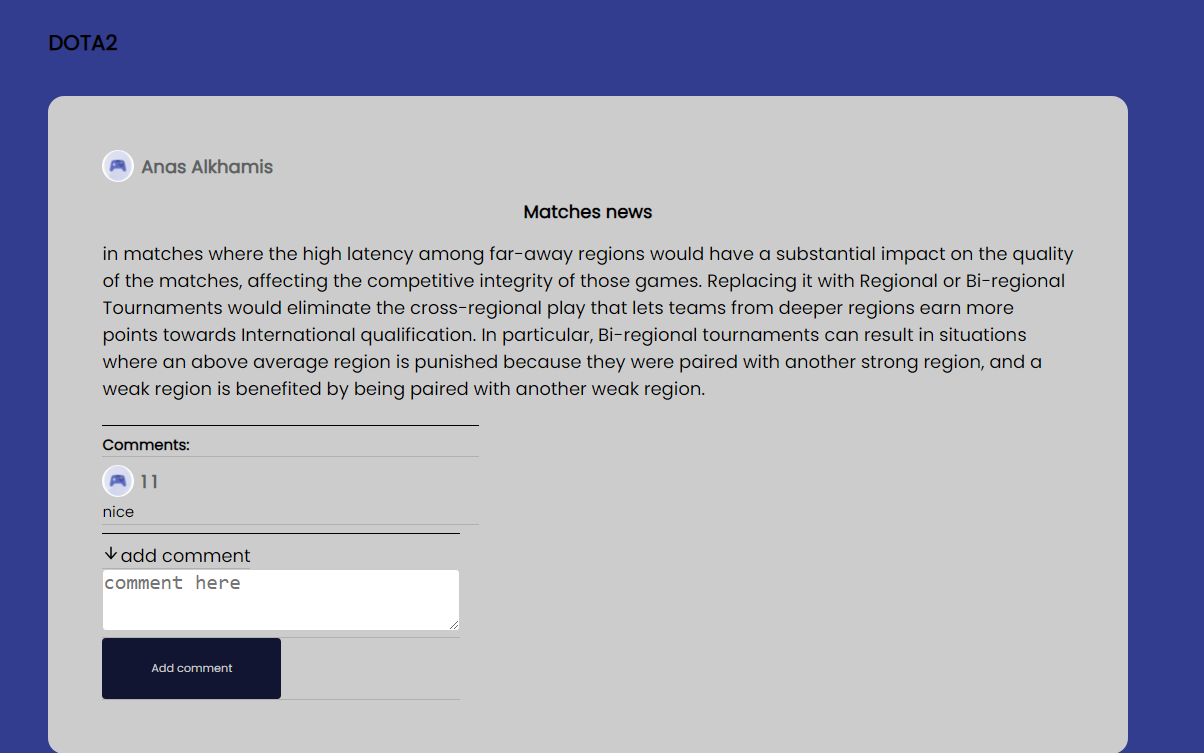 DOTA2
Anas Alkhamis
Matches news
in matches where the high latency among far-away regions would have a substantial impact on the quality
of the matches, affecting the competitive integrity of those games. Replacing it with Regional or Bi-regional
Tournaments would eliminate the cross-regional play that lets teams from deeper regions earn more
points towards International qualification. In particular, Bi-regional tournaments can result in situations
where an above average region is punished because they were paired with another strong region, and a
weak region is benefited by being paired with another weak region.
Comments:
1 1
nice
add comment
comment here
Add comment